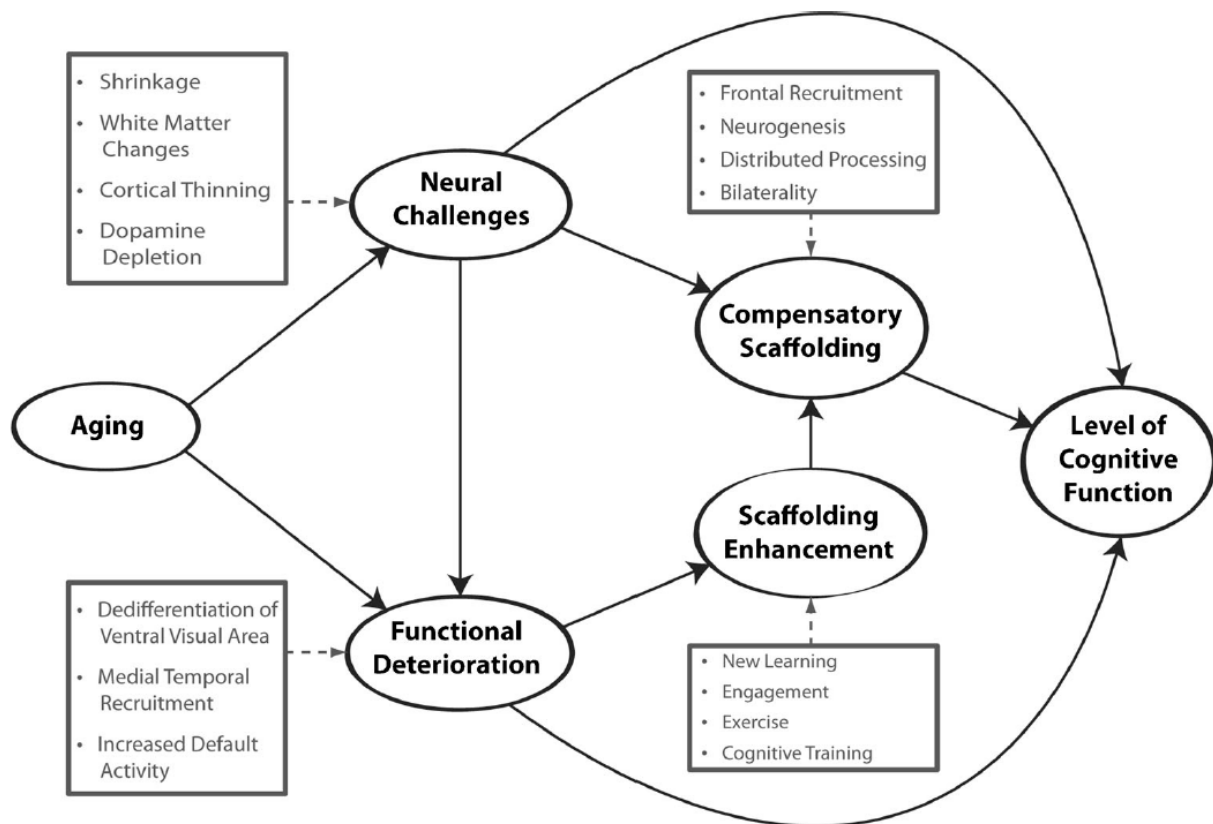 • Shrinkage
• White Matter
Changes
• Cortical Thinning
• Dopamine
Depletion
Neural
Challenges
• Frontal Recruitment
• Neurogenesis
• Distributed Processing
• Bilaterality
Compensatory
Scaffolding
Aging
Level of
Cognitive
Function
Scaffolding
Enhancement
• Dedifferentiation of
Ventral Visual Area
• Medial Temporal
Recruitment
• Increased Default
Activity
Functional
Deterioration
• New Learning
• Engagement
• Exercise
• Cognitive Training